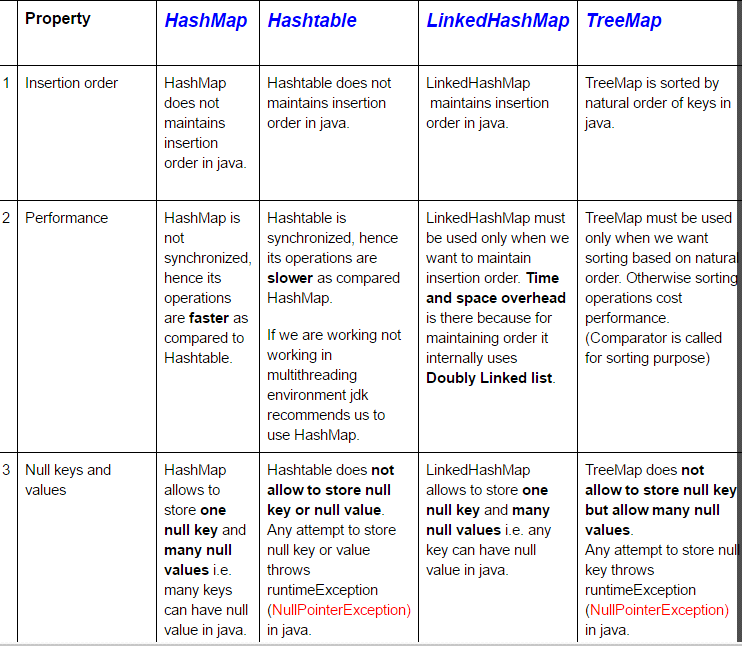 Property
HashMap
Hashtable
LinkedHashMap
TreeMap
1
Insertion order
HashMap
does not
maintains
insertion
order in java.
Hashtable does not
maintains insertion
order in java.
LinkedHashMap
maintains insertion
order in java.
TreeMap is sorted by
natural order of keys in
java.
2
Performance
HashMap is
not
synchronized,
hence its
operations
are faster as
compared to
Hashtable.
Hashtable is
synchronized, hence
its operations are
slower as compared
HashMap.
If we are working not
working in
multithreading
environment jdk
recommends us to
use HashMap.
LinkedHashMap must
be used only when we
want to maintain
insertion order. Time
and space overhead
is there because for
maintaining order it
internally uses
Doubly Linked list.
TreeMap must be used
only when we want
sorting based on natural
order. Otherwise sorting
operations cost
performance.
(Comparator is called
for sorting purpose)
3
Null keys and
values
HashMap
allows to
store one
null key and
many null
values i.e.
many keys
can have null
value in java.
Hashtable does not
allow to store null
key or null value.
Any attempt to store
null key or value
throws
runtimeException
(NullPointerException)
in java.
LinkedHashMap
allows to store one
null key and many
null values i.e. any
key can have null
value in java.
TreeMap does not
allow to store null key
but allow many null
values.
Any attempt to store null
key throws
runtimeException
(NullPointerException)
in java.